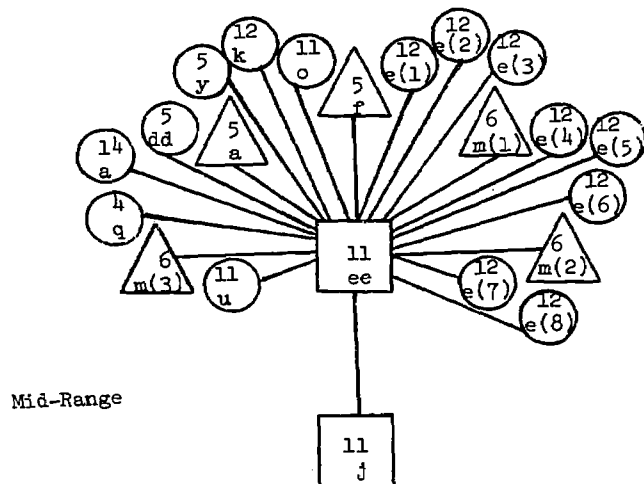 12
k
11
o
5
f
12
e(1)
12
e(2)
12
e(3)
5
y
5
dd
5
a
6
m(1)
12
e(4)
12
e(5)
14
a
12
e(6)
4
q
6
m(3)
11
u
11
ee
12
e(7)
6
m(2)
12
e(8)
Mid-Range
11
j